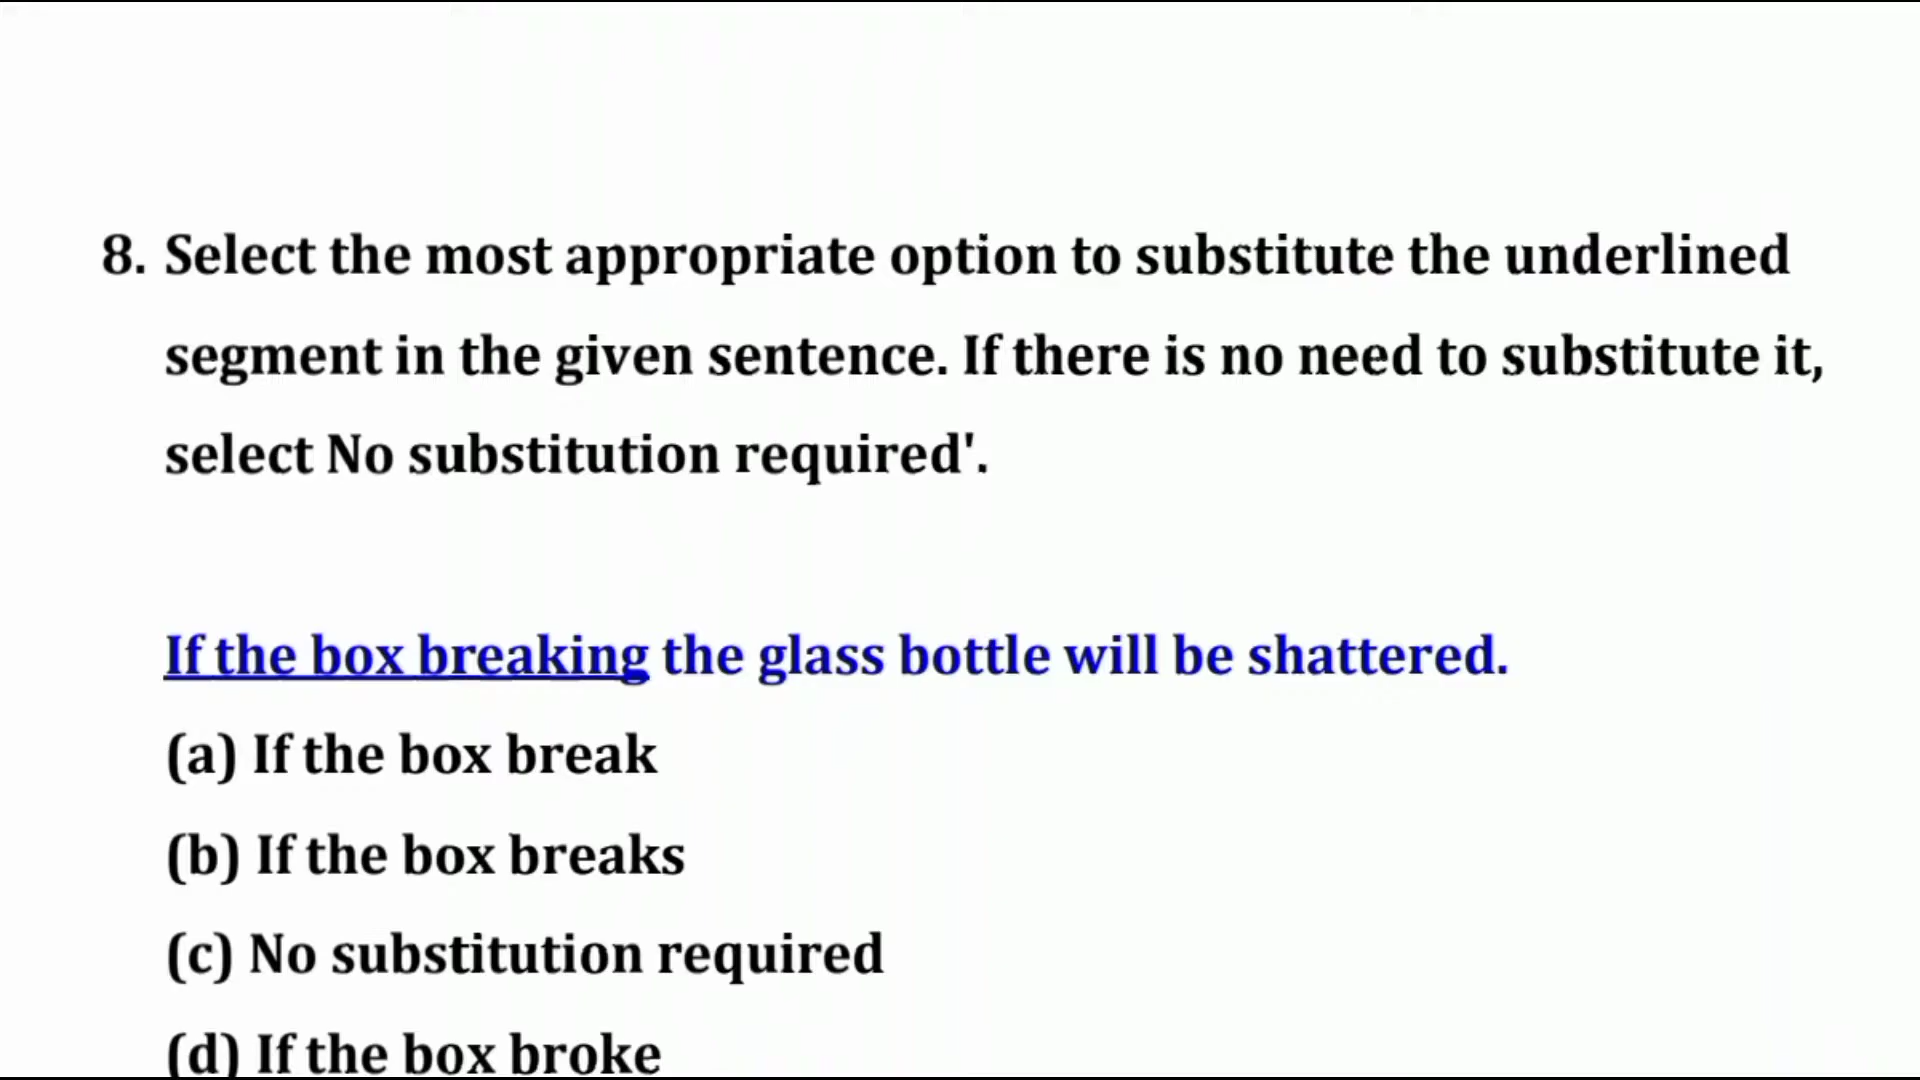 8. Select the most appropriate option to substitute the underlined
segment in the given sentence. If there is no need to substitute it,
select No substitution required'.
If the box breaking the glass bottle will be shattered.
(a) If the box break
(b) If the box breaks
(c) No substitution required
(d) If the box broke